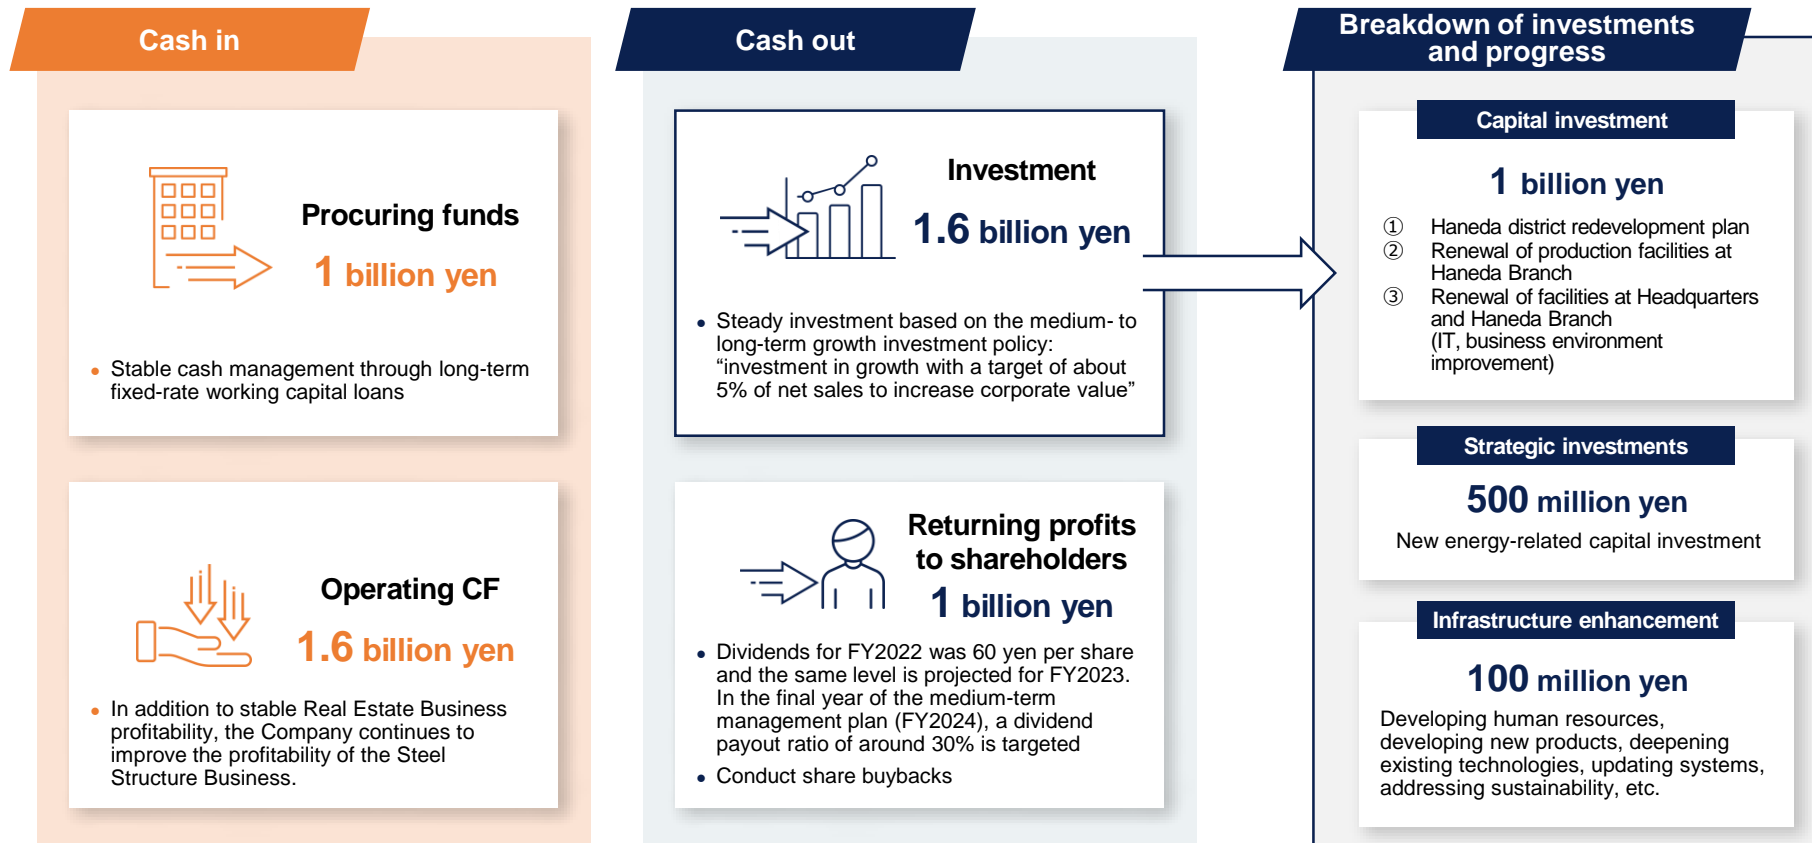 Cash in
Procuring funds
1 billion yen
• Stable cash management through long-term
fixed-rate working capital loans
Operating CF
1.6 billion yen
• In addition to stable Real Estate Business
profitability, the Company continues to
improve the profitability of the Steel
Structure Business.
Cash out
Investment
1.6 billion yen
• Steady investment based on the medium- to
long-term growth investment policy:
“investment in growth with a target of about
5% of net sales to increase corporate value”
Returning profits
to shareholders
1 billion yen
• Dividends for FY2022 was 60 yen per share
and the same level is projected for FY2023.
In the final year of the medium-term
management plan (FY2024), a dividend
payout ratio of around 30% is targeted
• Conduct share buybacks
Breakdown of investments
and progress
Capital investment
1 billion yen
① Haneda district redevelopment plan
② Renewal of production facilities at
Haneda Branch
③ Renewal of facilities at Headquarters
and Haneda Branch
(IT, business environment
improvement)
Strategic investments
500 million yen
New energy-related capital investment
Infrastructure enhancement
100 million yen
Developing human resources,
developing new products, deepening
existing technologies, updating systems,
addressing sustainability, etc.